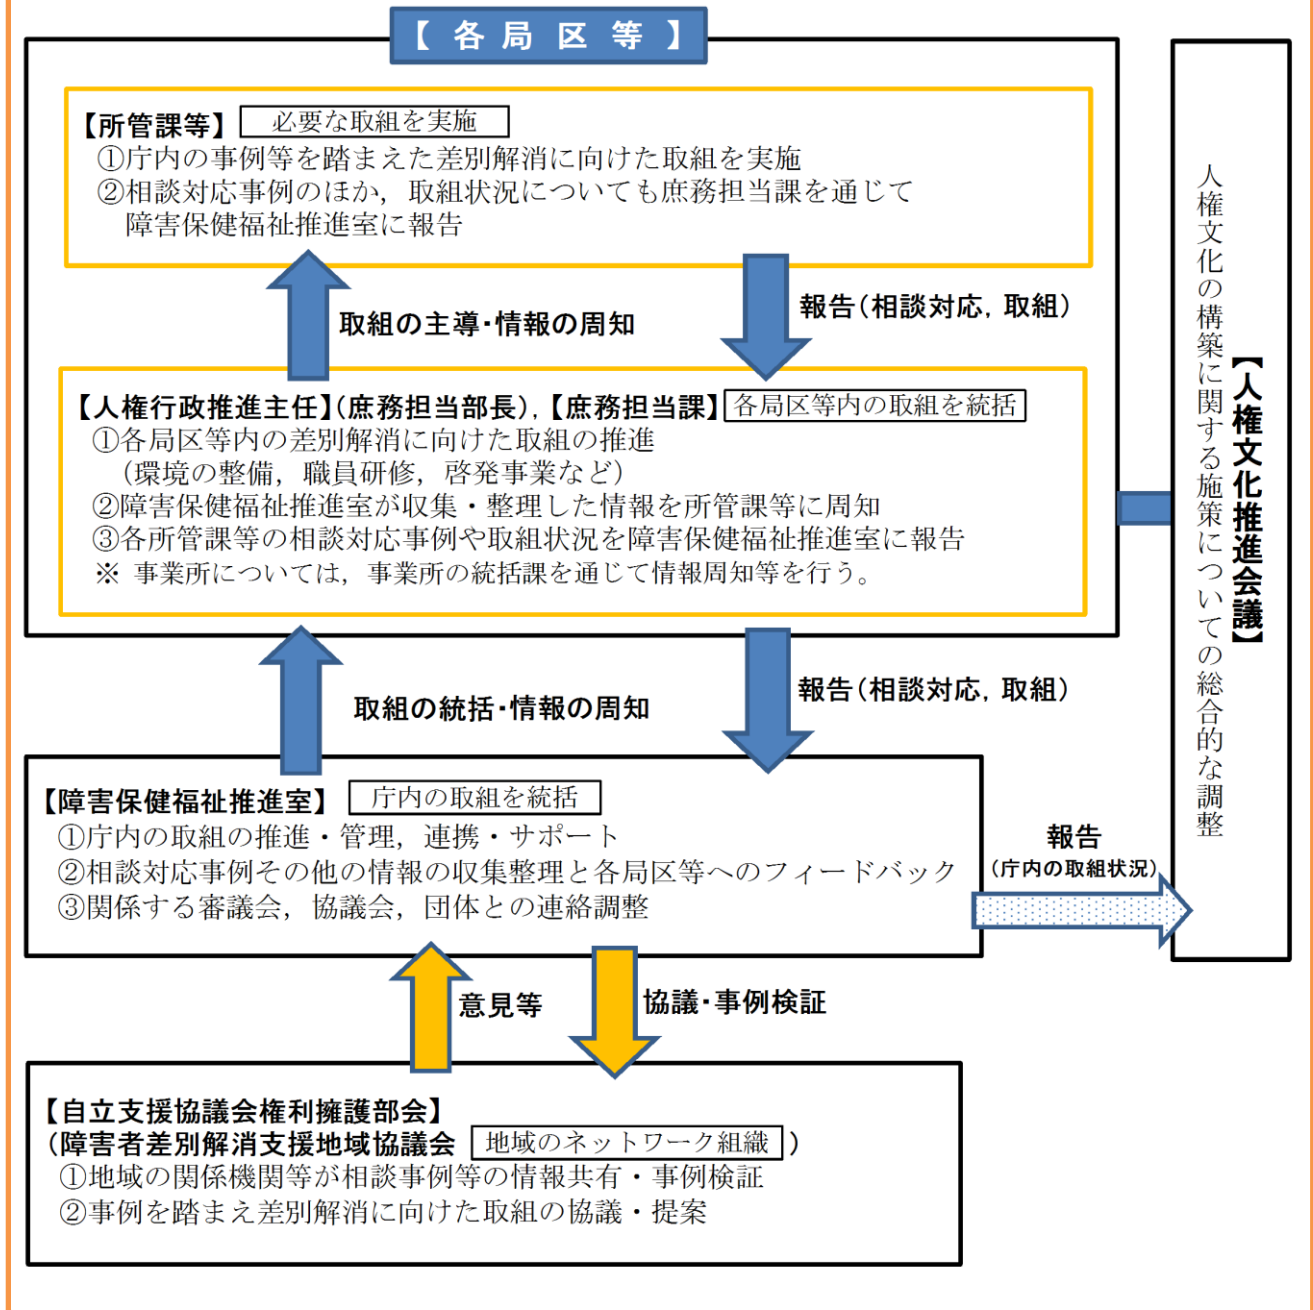 【 各 局 区 等 】
【所管課等】 必要な取組を実施
①庁内の事例等を踏まえた差別解消に向けた取組を実施
②相談対応事例のほか，取組状況についても庶務担当課を通じて
障害保健福祉推進室に報告
取組の主導・情報の周知
報告（相談対応，取組）
【人権行政推進主任】（庶務担当部長），【庶務担当課】 各局区等内の取組を統括
①各局区等内の差別解消に向けた取組の推進
（環境の整備，職員研修，啓発事業など）
②障害保健福祉推進室が収集・整理した情報を所管課等に周知
③各所管課等の相談対応事例や取組状況を障害保健福祉推進室に報告
※ 事業所については，事業所の統括課を通じて情報周知等を行う。
取組の統括・情報の周知
報告（相談対応，取組）
【障害保健福祉推進室】 庁内の取組を統括
①庁内の取組の推進・管理，連携・サポート
②相談対応事例その他の情報の収集整理と各局区等へのフィードバック
③関係する審議会，協議会，団体との連絡調整
報告
（庁内の取組状況）
【人権文化推進会議】
人権文化の構築に関する施策についての総合的な調整
意見等
協議・事例検証
【自立支援協議会権利擁護部会】
（障害者差別解消支援地域協議会 地域のネットワーク組織 ）
①地域の関係機関等が相談事例等の情報共有・事例検証
②事例を踏まえ差別解消に向けた取組の協議・提案